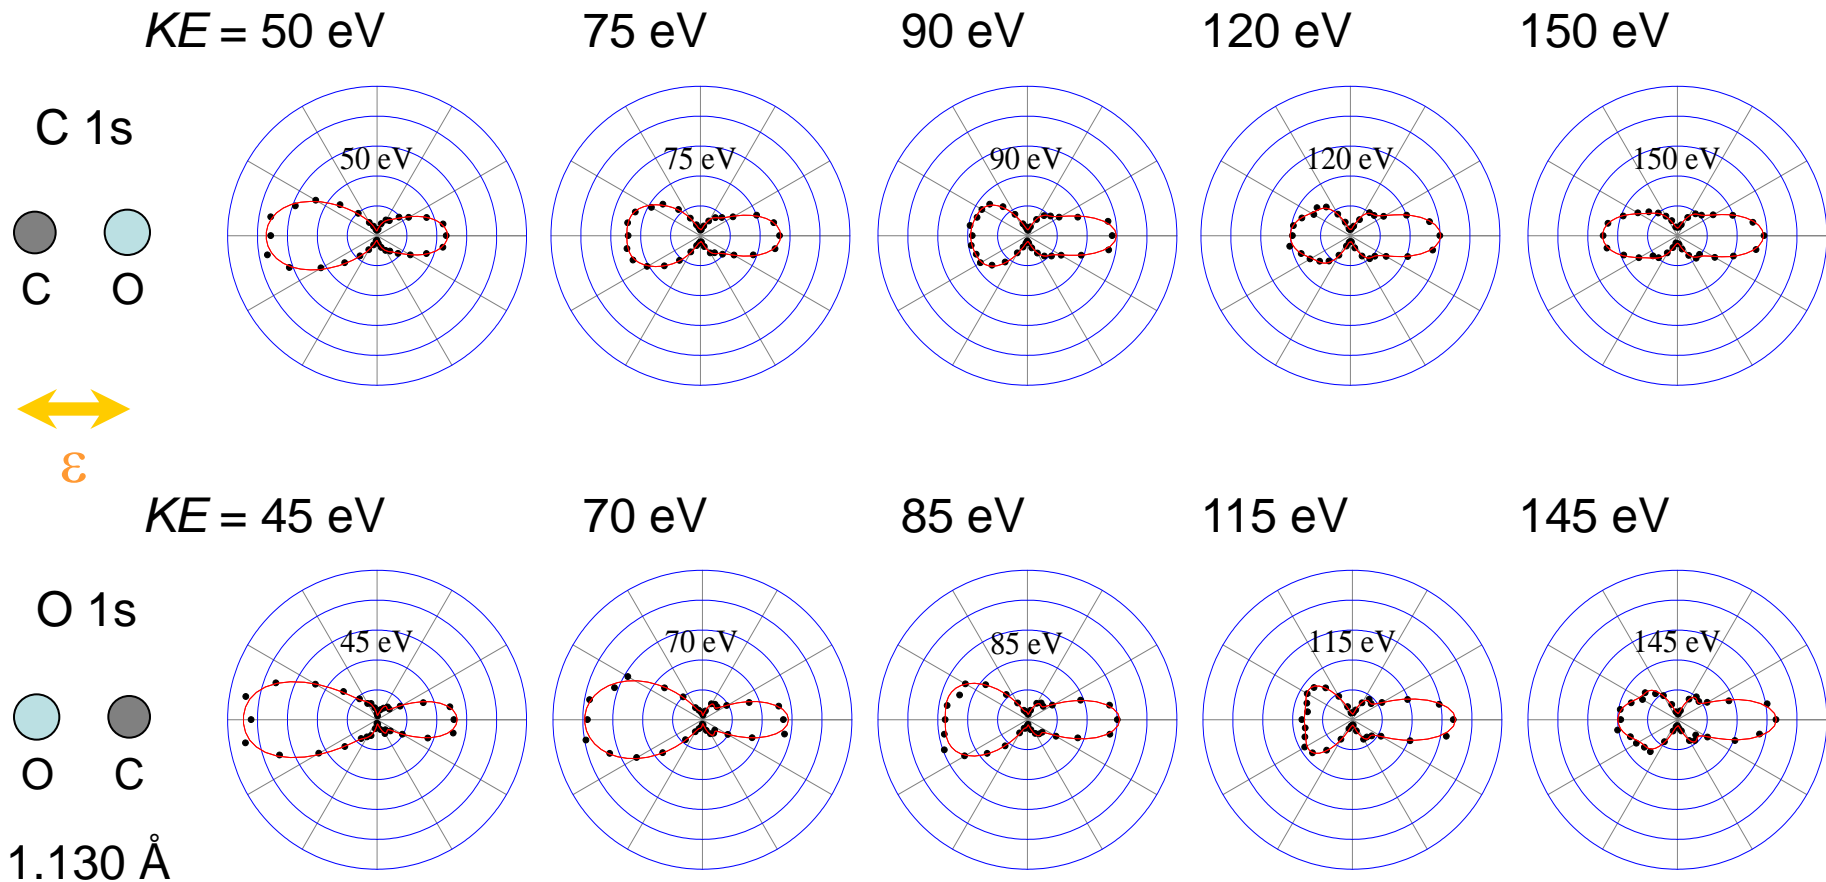 KE = 50 eV 75 eV 90 eV 120 eV 150 eV
C 1s
50 eV 75 eV 90 eV 120 eV 150 eV
C O
ε
KE = 45 eV 70 eV 85 eV 115 eV 145 eV
O 1s
45 eV 70 eV 85 eV 115 eV 145 eV
O C
1.130 Å